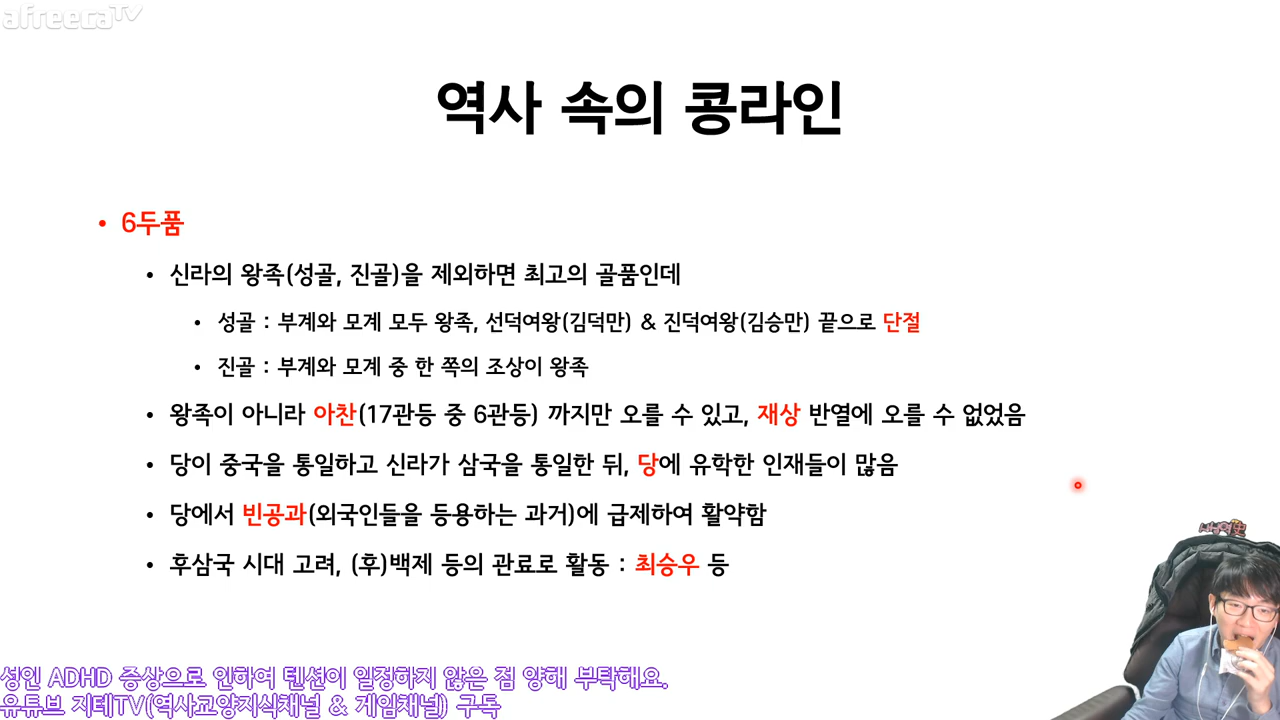 afreecaTV
역사 속의 콩라인
• 6두품
• 신라의 왕족(성골, 진골)을 제외하면 최고의 골품인데
• 성골 : 부계와 모계 모두 왕족, 선덕여왕(김덕만) & 진덕여왕(김승만) 끝으로 단절
• 진골 : 부계와 모계 중 한 쪽의 조상이 왕족
• 왕족이 아니라 아찬(17관등 중 6관등) 까지만 오를 수 있고, 재상 반열에 오를 수 없었음
• 당이 중국을 통일하고 신라가 삼국을 통일한 뒤, 당에 유학한 인재들이 많음
• 당에서 빈공과(외국인들을 등용하는 과거)에 급제하여 활약함
• 후삼국 시대 고려, (후)백제 등의 관료로 활동 : 최승우 등
성인 ADHD 증상으로 인하여 텐션이 일정하지 않은 점 양해 부탁해요.
유튜브 지테TV(역사교양지식채널 & 게임채널) 구독